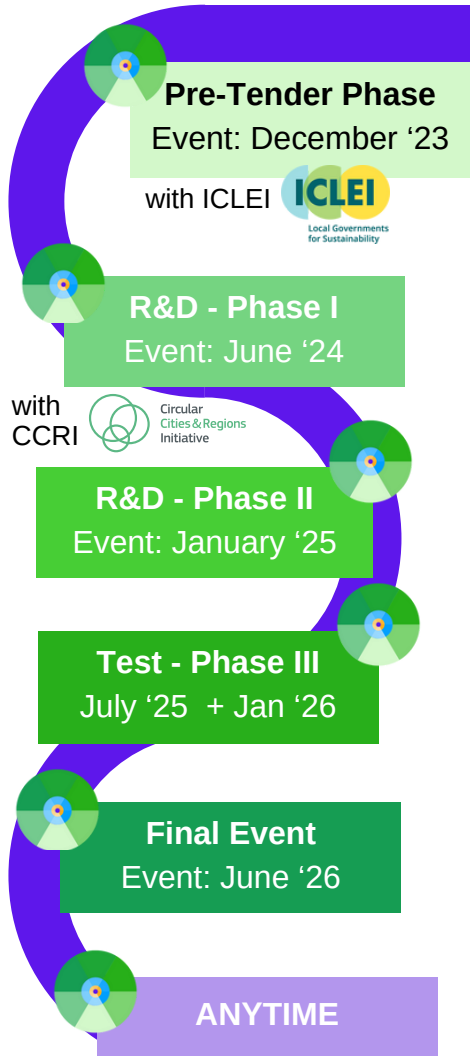 Pre-Tender Phase
Event: December ‘23
with ICLEI
ICLEI
Local Governments
for Sustainability
R&D - Phase I
Event: June ‘24
with
CCRI
Circular
Cities & Regions
Initiative
R&D - Phase II
Event: January ‘25
Test - Phase III
July ‘25 + Jan ‘26
Final Event
Event: June ‘26
ANYTIME